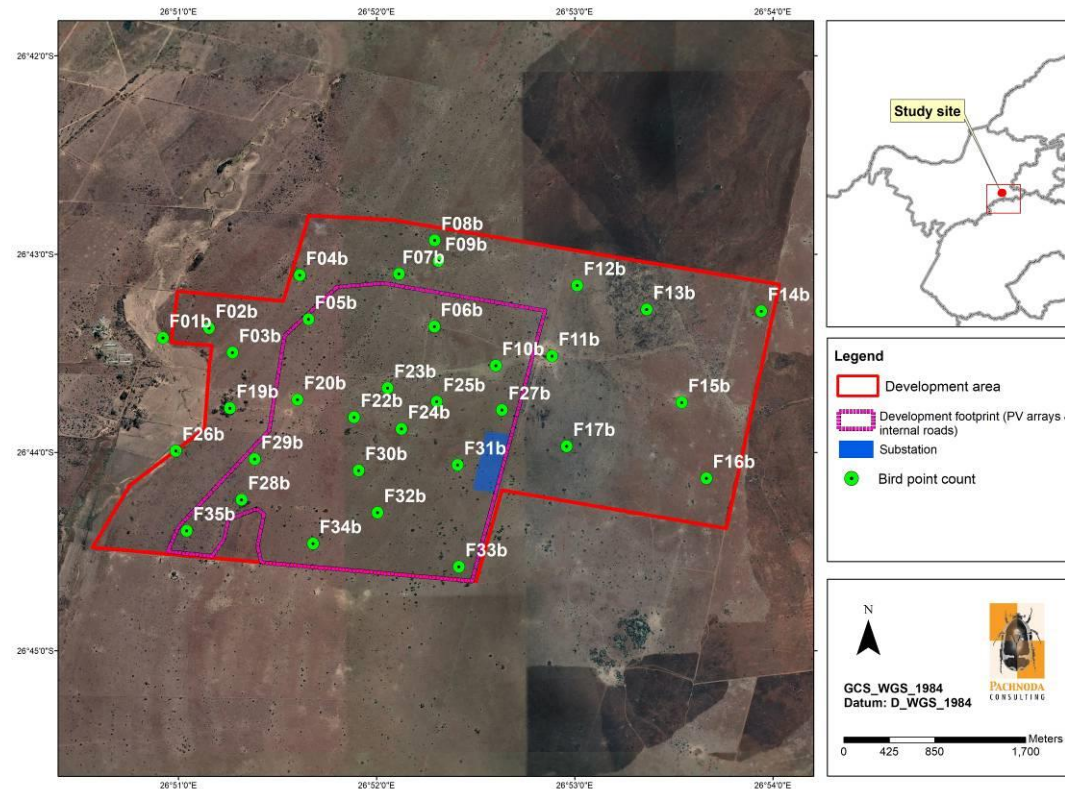 26°51'0"E
26°52'0"E
26°53'0"E
26°54'0"E
26°42'0"S
26°43'0"S
26°44'0"S
26°45'0"S
F08b
F09b
F04b
F07b
F12b
F13b
F14b
F05b
F06b
F01b
F02b
F03b
F11b
F10b
F23b
F20b
F25b
F27b
F15b
F19b
F22b
F24b
F17b
F26b
F29b
F30b
F31b
F16b
F28b
F32b
F35b
F34b
F33b
26°51'0"E
26°52'0"E
26°53'0"E
26°54'0"E
Study site
Legend
Development area
Development footprint (PV arrays
internal roads)
Substation
Bird point count
N
PACHNODA
CONSULTING
GCS_WGS_1984
Datum: D_WGS_1984
Meters
0 425 850 1,700